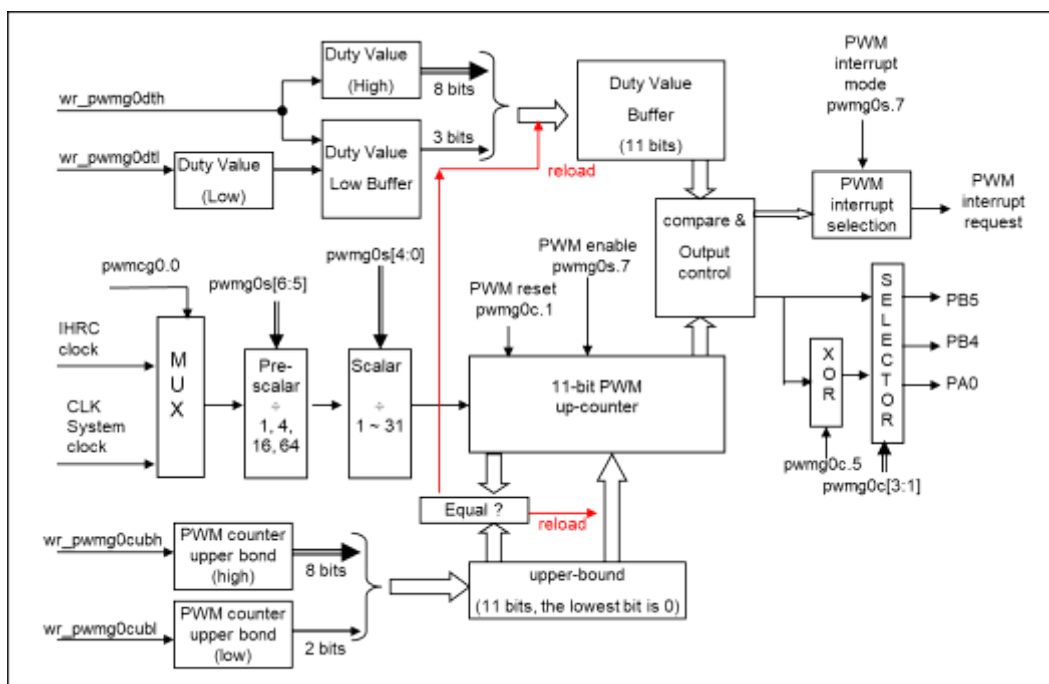 wr_pwmg0dth
wr_pwmg0dtl
Duty Value
(High)
8 bits
Duty Value
(Low)
Duty Value
Low Buffer
3 bits
reload
Duty Value
Buffer
(11 bits)
PWM
interrupt
mode
pwmg0s.7
PWM
interrupt
selection
PWM
interrupt
request
compare &
Output
control
pwmcg0.0
pwmg0s[6:5]
pwmg0s[4:0]
PWM enable
pwmg0s.7
PWM reset
pwmg0c.1
IHRC
clock
CLK
System
clock
MUX
Pre-
scalar
÷
1, 4,
16, 64
Scalar
÷
1 ~ 31
11-bit PWM
up-counter
XOR
SELECTOR
PB5
PB4
PA0
pwmg0c.5
pwmg0c[3:1]
Equal ?
reload
wr_pwmg0cubh
PWM counter
upper bond
(high)
8 bits
wr_pwmg0cubl
PWM counter
upper bond
(low)
2 bits
upper-bound
(11 bits, the lowest bit is 0)